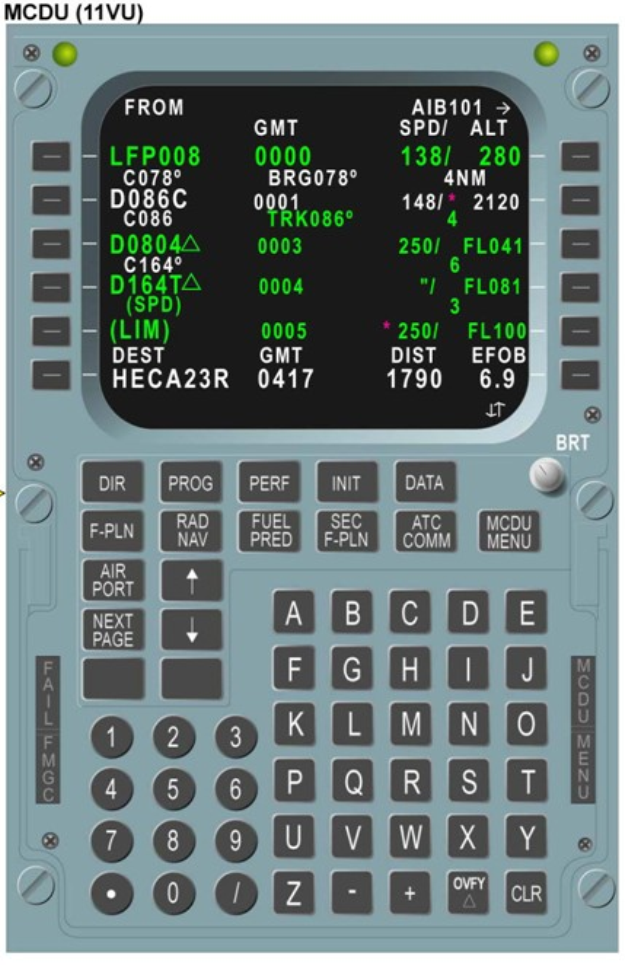 MCDU (11VU)
FROM AIB101 →
GMT SPD/ ALT
LFP008 0000 138/ 280
C078º BRG078º 4NM
D086C 0001 148/ * 2120
C086 TRK086º 4
D0804△ 0003 250/ FL041
C164º 6
D164T△ 0004 "/ FL081
(SPD) 3
(LIM) 0005 * 250/ FL100
DEST GMT DIST EFOB
HECA23R 0417 1790 6.9
↓↑
BRT
DIR PROG PERF INIT DATA
F-PLN RAD NAV FUEL PRED SEC F-PLN ATC COMM MCDU MENU
AIR PORT ↑
NEXT PAGE ↓
A B C D E
F G H I J
K L M N O
P Q R S T
U V W X Y
Z - + OVFY △ CLR
1 2 3
4 5 6
7 8 9
• 0 /
FAIL FMGC
MCDU MENU